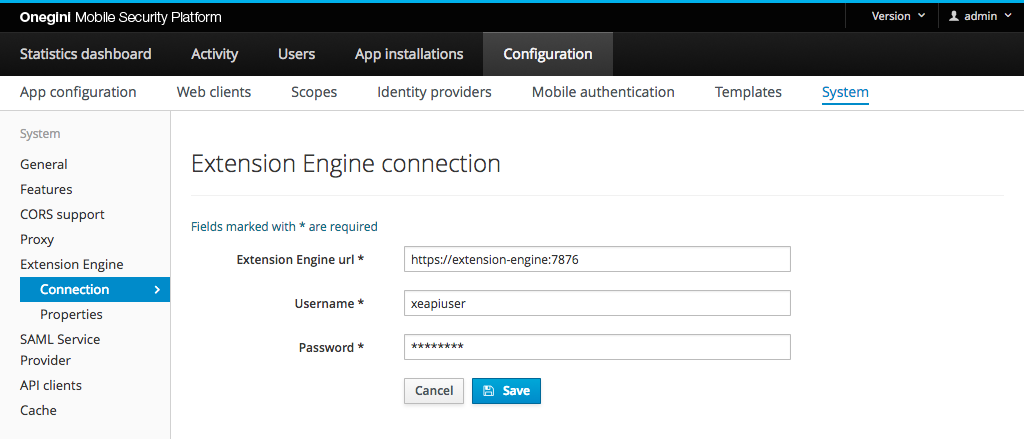 Onegini Mobile Security Platform
Version
admin
Statistics dashboard Activity Users App installations Configuration
App configuration Web clients Scopes Identity providers Mobile authentication Templates System
System
General
Features
CORS support
Proxy
Extension Engine
Connection
Properties
SAML Service
Provider
API clients
Cache
Extension Engine connection
Fields marked with * are required
Extension Engine url * https://extension-engine:7876
Username * xeapiuser
Password * ********
Cancel Save